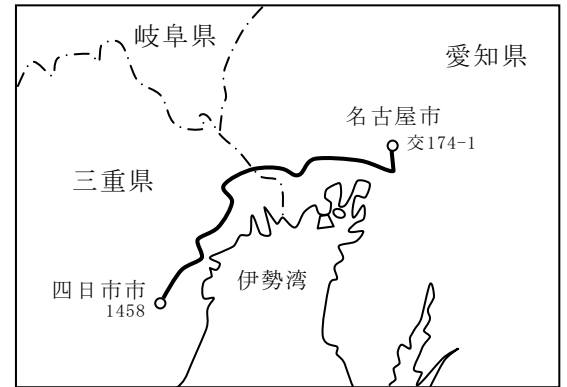 岐阜県
愛知県
名古屋市
交174-1
三重県
四日市市
1458
伊勢湾